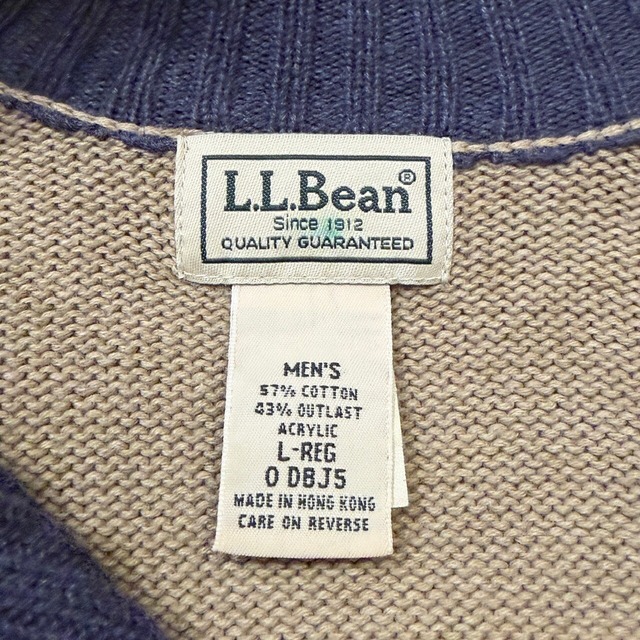 L.L.Bean®
Since 1912
QUALITY GUARANTEED
MEN'S
57% COTTON
43% OUTLAST
ACRYLIC
L-REG
0 DBJ5
MADE IN HONG KONG
CARE ON REVERSE